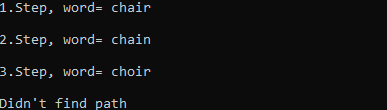 1.Step, word= chair
2.Step, word= chain
3.Step, word= choir
Didn't find path